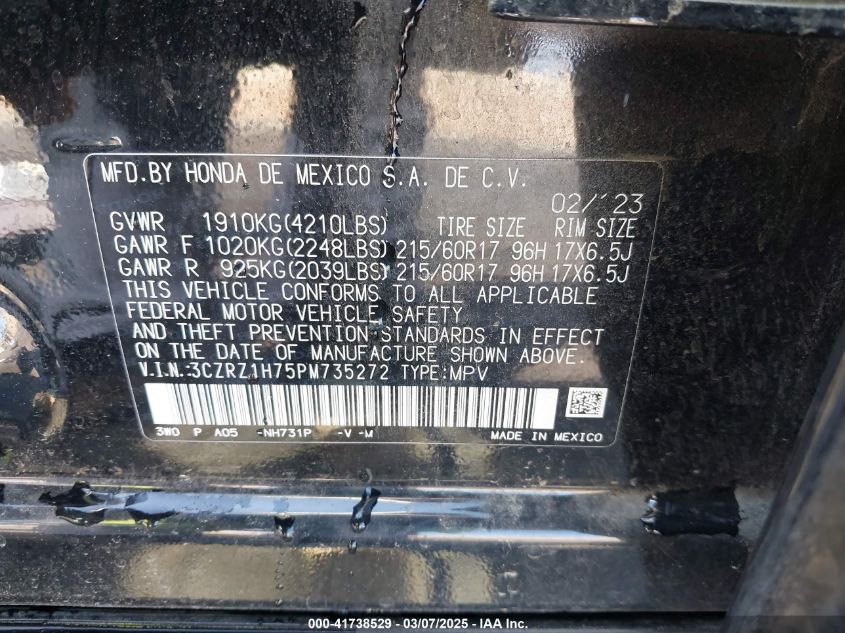 MFD.BY HONDA DE MEXICO S.A. DE C.V.
02/'23
GVWR 1910KG(4210LBS) TIRE SIZE RIM SIZE
GAWR F 1020KG(2248LBS) 215/60R17 96H 17X6.5J
GAWR R 925KG(2039LBS) 215/60R17 96H 17X6.5J
THIS VEHICLE CONFORMS TO ALL APPLICABLE
FEDERAL MOTOR VEHICLE SAFETY
AND THEFT PREVENTION STANDARDS IN EFFECT
ON THE DATE OF MANUFACTURE SHOWN ABOVE.
V.I.N.:3CZRZ1H75PM735272 TYPE:MPV
3W0 P A05 -NH731P -V -M MADE IN MEXICO
000-41738529 - 03/07/2025 - IAA Inc.